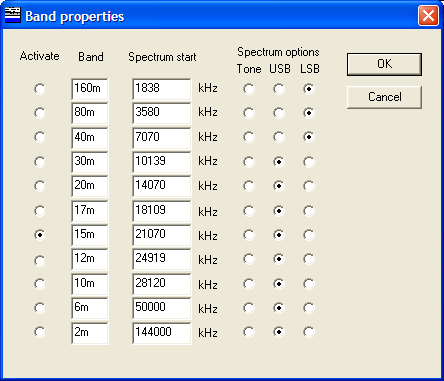 Band properties
Spectrum options
Activate Band Spectrum start Tone USB LSB
OK
160m 1838 kHz
80m 3580 kHz
Cancel
40m 7070 kHz
30m 10139 kHz
20m 14070 kHz
17m 18109 kHz
15m 21070 kHz
12m 24919 kHz
10m 28120 kHz
6m 50000 kHz
2m 144000 kHz